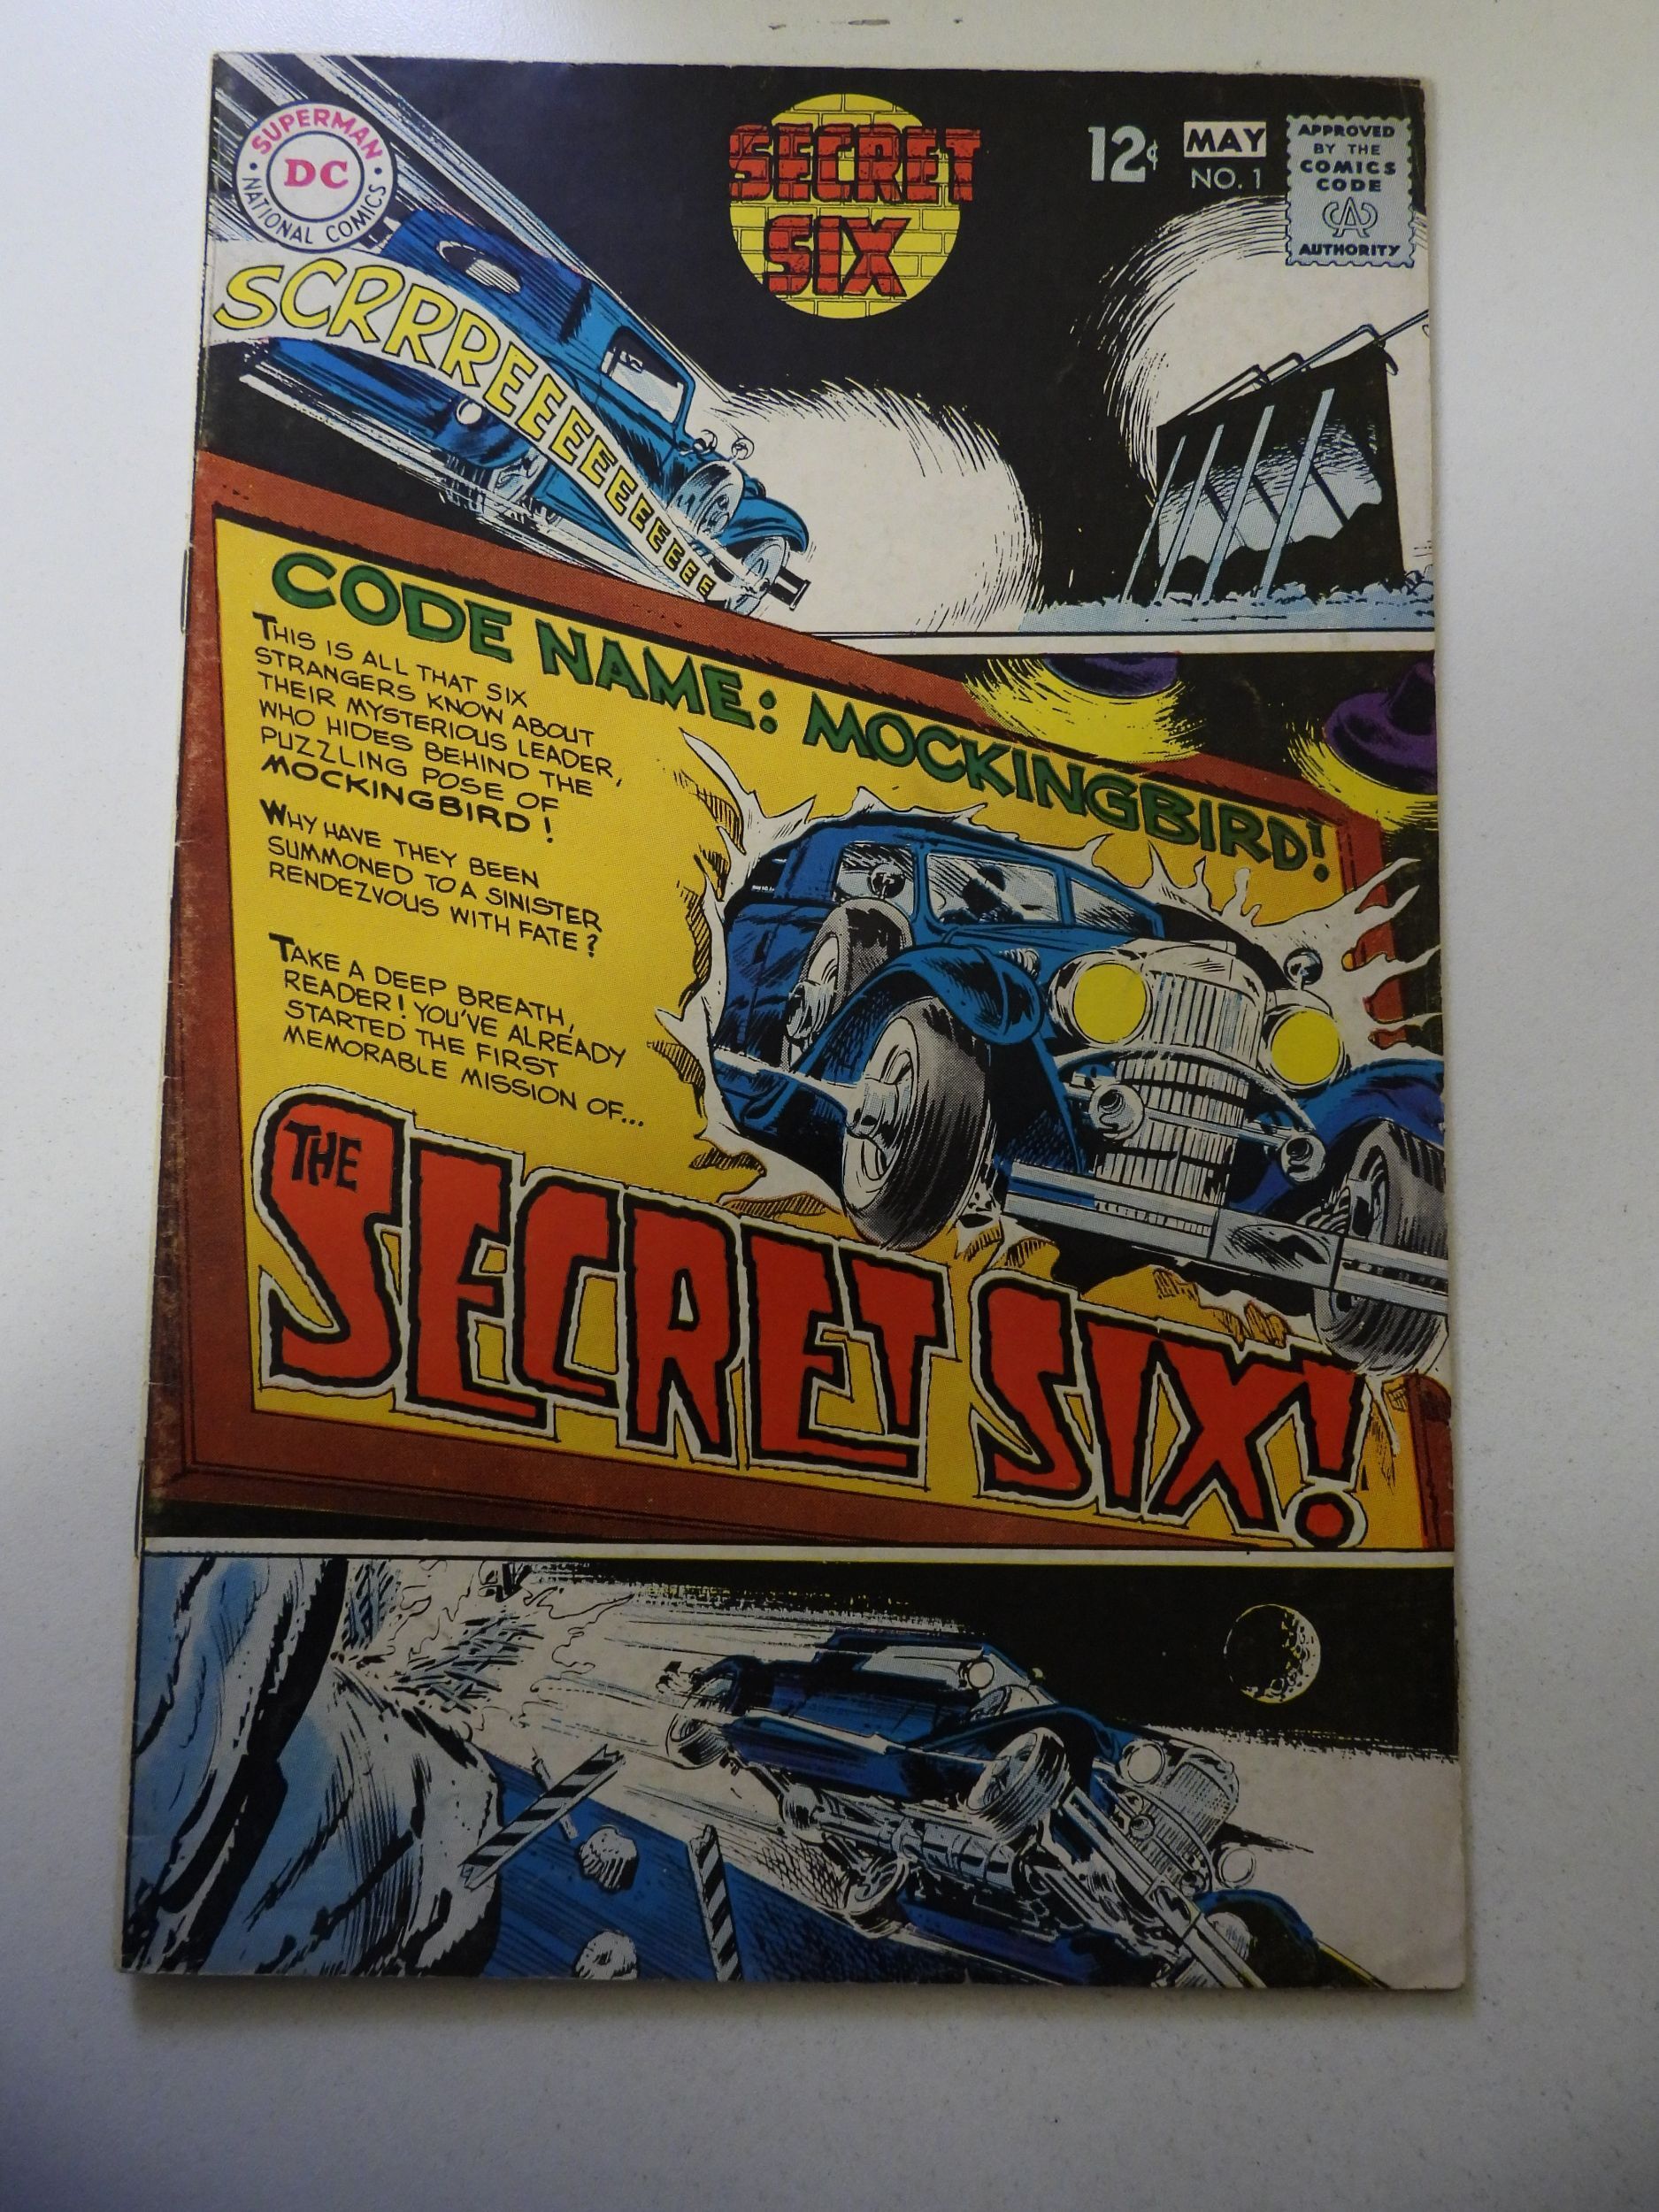 SUPERMAN
DC
NATIONAL COMICS
SECRET
SIX
12¢
MAY
NO. 1
APPROVED
BY THE
COMICS
CODE
CA
AUTHORITY
SCRRREEEEEEEEEEEEEEE
CODE NAME: MOCKINGBIRD!
THIS IS ALL THAT SIX
STRANGERS KNOW ABOUT
THEIR MYSTERIOUS LEADER,
WHO HIDES BEHIND THE
PUZZLING POSE OF
MOCKINGBIRD!
WHY HAVE THEY BEEN
SUMMONED TO A SINISTER
RENDEZVOUS WITH FATE?
TAKE A DEEP BREATH,
READER! YOU'VE ALREADY
STARTED THE FIRST
MEMORABLE MISSION OF...
THE
SECRET SIX!